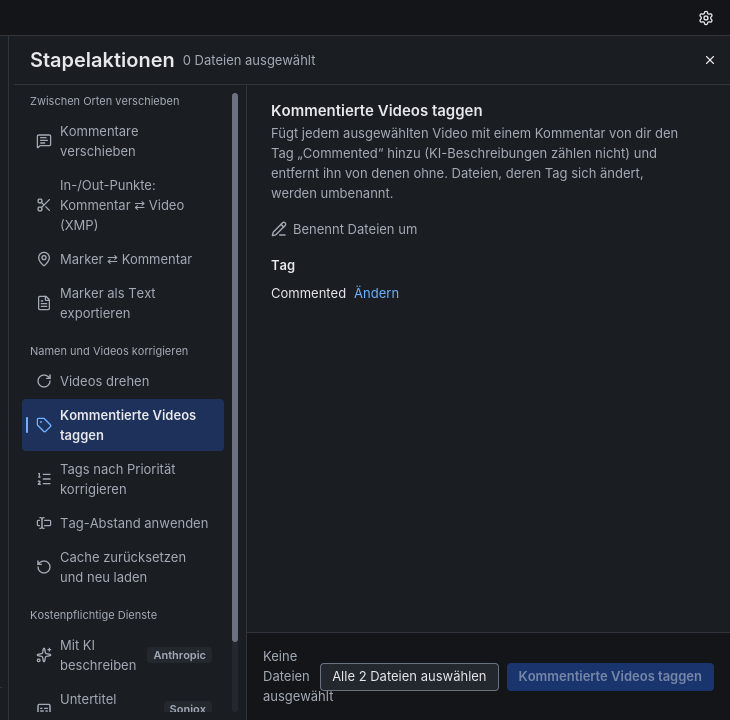 Stapelaktionen 0 Dateien ausgewählt
Zwischen Orten verschieben
Kommentare
verschieben
In-/Out-Punkte:
Kommentar ⇄ Video
(XMP)
Marker ⇄ Kommentar
Marker als Text
exportieren
Namen und Videos korrigieren
Videos drehen
Kommentierte Videos
taggen
Tags nach Priorität
korrigieren
Tag-Abstand anwenden
Cache zurücksetzen
und neu laden
Kostenpflichtige Dienste
Mit KI
beschreiben
Anthropic
Untertitel
Soniox
Kommentierte Videos taggen
Fügt jedem ausgewählten Video mit einem Kommentar von dir den
Tag „Commented“ hinzu (KI-Beschreibungen zählen nicht) und
entfernt ihn von denen ohne. Dateien, deren Tag sich ändert,
werden umbenannt.
Benennt Dateien um
Tag
Commented Ändern
Keine
Dateien
ausgewählt
Alle 2 Dateien auswählen
Kommentierte Videos taggen